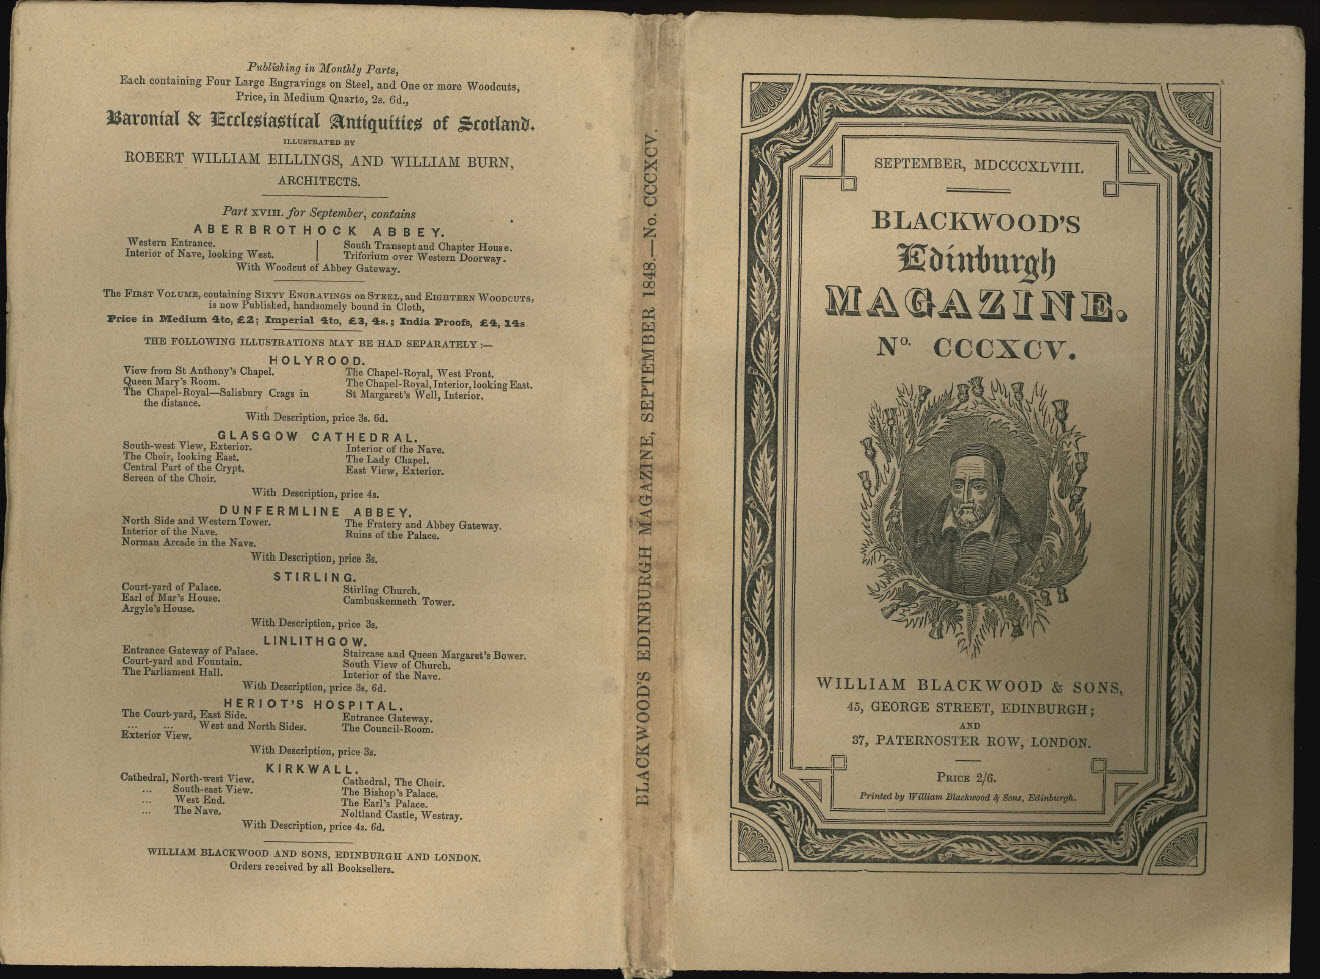 Publishing in Monthly Parts,
Each containing Four Large Engravings on Steel, and One or more Woodcuts,
Price, in Medium Quarto, 2s. 6d.,
Baronial & Ecclesiastical Antiquities of Scotland.
ILLUSTRATED BY
ROBERT WILLIAM BILLINGS, AND WILLIAM BURN,
ARCHITECTS.
Part XVIII. for September, contains
ABERBROTHOCK ABBEY.
Western Entrance.
Interior of Nave, looking West.
South Transept and Chapter House.
Triforium over Western Doorway.
With Woodcut of Abbey Gateway.
The FIRST VOLUME, containing SIXTY ENGRAVINGS on STEEL, and EIGHTEEN WOODCUTS,
is now Published, handsomely bound in Cloth,
Price in Medium 4to, £2; Imperial 4to, £3, 4s.; India Proofs, £4, 14s
THE FOLLOWING ILLUSTRATIONS MAY BE HAD SEPARATELY :—
HOLYROOD.
View from St Anthony's Chapel.
Queen Mary's Room.
The Chapel-Royal—Salisbury Crags in
the distance.
The Chapel-Royal, West Front.
The Chapel-Royal, Interior, looking East.
St Margaret's Well, Interior.
With Description, price 3s. 6d.
GLASGOW CATHEDRAL.
South-west View, Exterior.
The Choir, looking East.
Central Part of the Crypt.
Screen of the Choir.
Interior of the Nave.
The Lady Chapel.
East View, Exterior.
With Description, price 4s.
DUNFERMLINE ABBEY.
North Side and Western Tower.
Interior of the Nave.
Norman Arcade in the Nave.
The Fratery and Abbey Gateway.
Ruins of the Palace.
With Description, price 3s.
STIRLING.
Court-yard of Palace.
Earl of Mar's House.
Argyle's House.
Stirling Church.
Cambuskenneth Tower.
With Description, price 3s.
LINLITHGOW.
Entrance Gateway of Palace.
Court-yard and Fountain.
The Parliament Hall.
Staircase and Queen Margaret's Bower.
South View of Church.
Interior of the Nave.
With Description, price 3s. 6d.
HERIOT'S HOSPITAL.
The Court-yard, East Side.
... ... West and North Sides.
Exterior View.
Entrance Gateway.
The Council-Room.
With Description, price 3s.
KIRKWALL.
Cathedral, North-west View.
... South-east View.
... West End.
... The Nave.
Cathedral, The Choir.
The Bishop's Palace.
The Earl's Palace.
Noltland Castle, Westray.
With Description, price 4s. 6d.
WILLIAM BLACKWOOD AND SONS, EDINBURGH AND LONDON.
Orders received by all Booksellers.
BLACKWOOD'S EDINBURGH MAGAZINE, SEPTEMBER 1848.—No. CCCXCV.
SEPTEMBER, MDCCCXLVIII.
BLACKWOOD'S
Edinburgh
MAGAZINE.
No. CCCXCV.
WILLIAM BLACKWOOD & SONS,
45, GEORGE STREET, EDINBURGH;
AND
37, PATERNOSTER ROW, LONDON.
PRICE 2/6.
Printed by William Blackwood & Sons, Edinburgh.